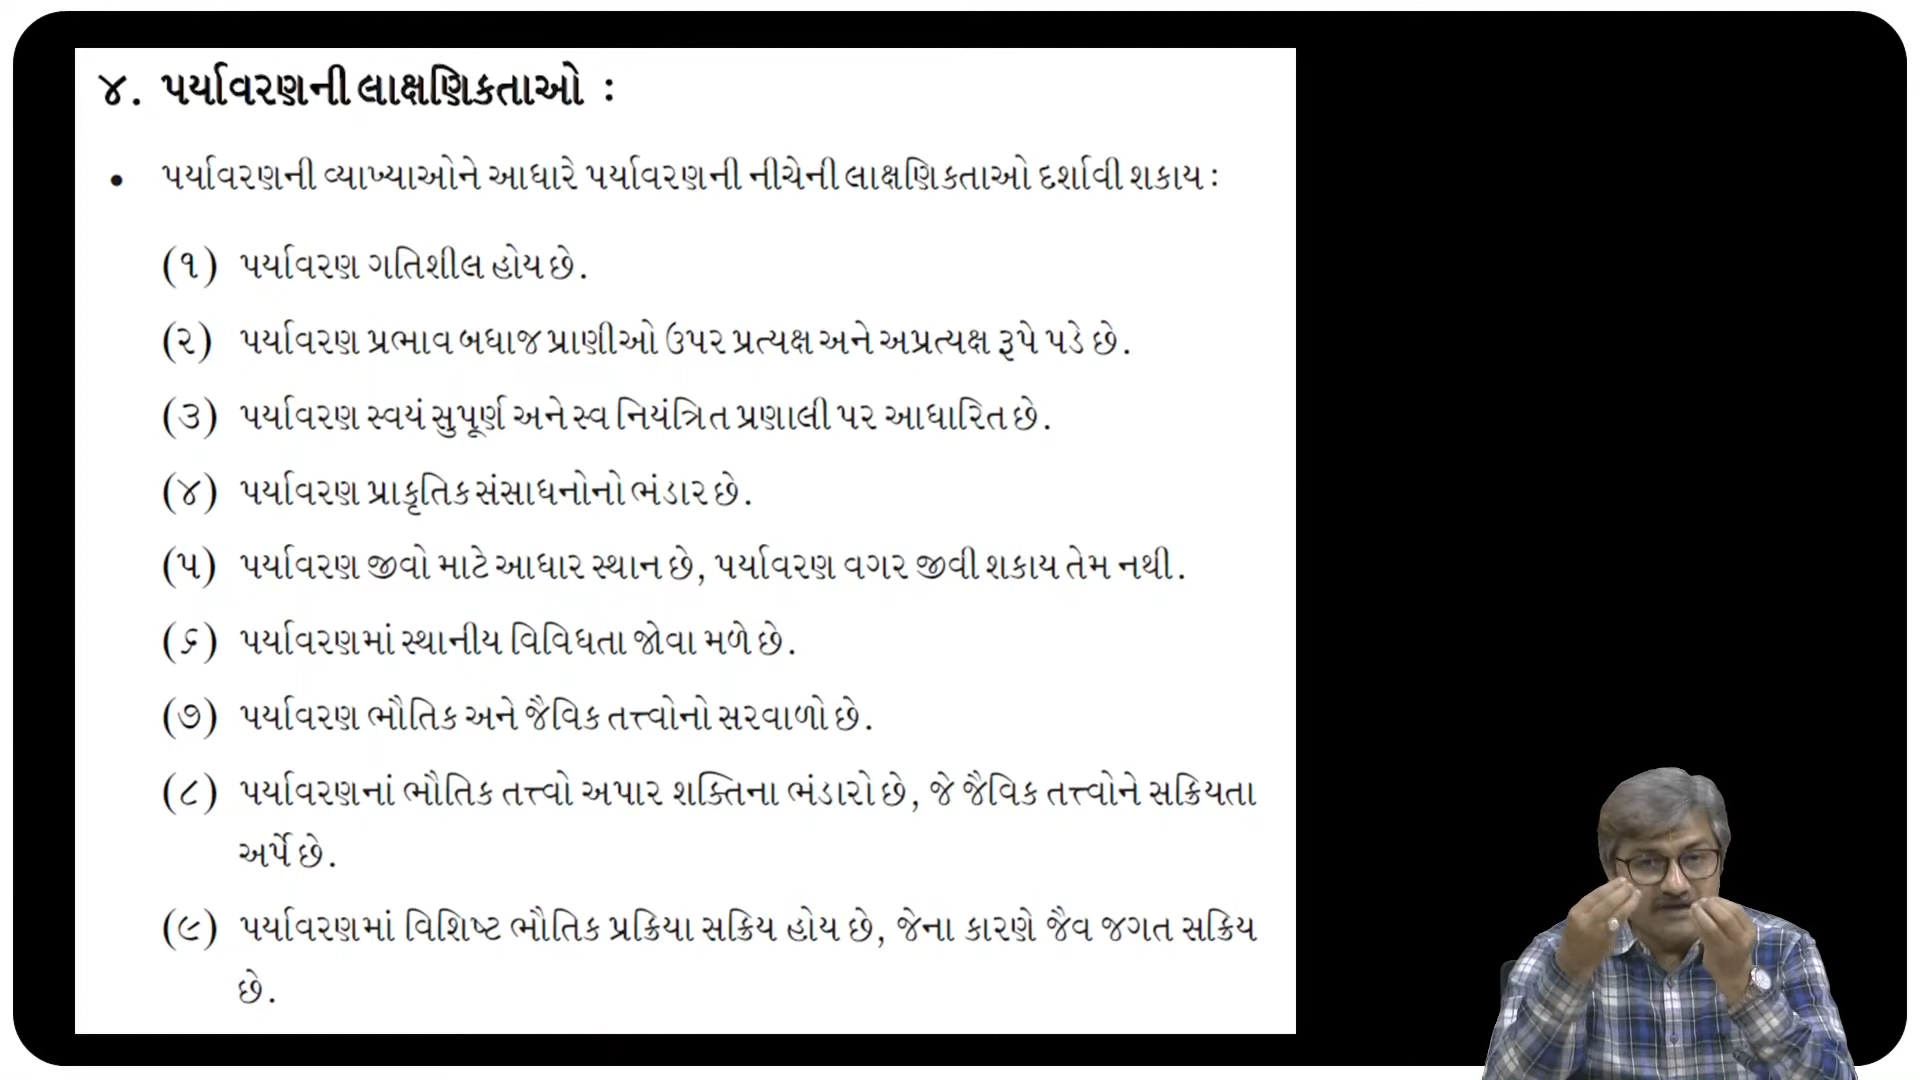 ૪. પર્યાવરણની લાક્ષણિકતાઓ :
• પર્યાવરણની વ્યાખ્યાઓને આધારે પર્યાવરણની નીચેની લાક્ષણિકતાઓ દર્શાવી શકાય :
(૧) પર્યાવરણ ગતિશીલ હોય છે.
(૨) પર્યાવરણ પ્રભાવ બધાજ પ્રાણીઓ ઉપર પ્રત્યક્ષ અને અપ્રત્યક્ષ રૂપે પડે છે.
(૩) પર્યાવરણ સ્વયં સુપૂર્ણ અને સ્વ નિયંત્રિત પ્રણાલી પર આધારિત છે.
(૪) પર્યાવરણ પ્રાકૃતિક સંસાધનોનો ભંડાર છે.
(૫) પર્યાવરણ જીવો માટે આધાર સ્થાન છે, પર્યાવરણ વગર જીવી શકાય તેમ નથી.
(૬) પર્યાવરણમાં સ્થાનીય વિવિધતા જોવા મળે છે.
(૭) પર્યાવરણ ભૌતિક અને જૈવિક તત્ત્વોનો સરવાળો છે.
(૮) પર્યાવરણનાં ભૌતિક તત્ત્વો અપાર શક્તિના ભંડારો છે, જે જૈવિક તત્ત્વોને સક્રિયતા
અર્પે છે.
(૯) પર્યાવરણમાં વિશિષ્ટ ભૌતિક પ્રક્રિયા સક્રિય હોય છે, જેના કારણે જૈવ જગત સક્રિય
છે.